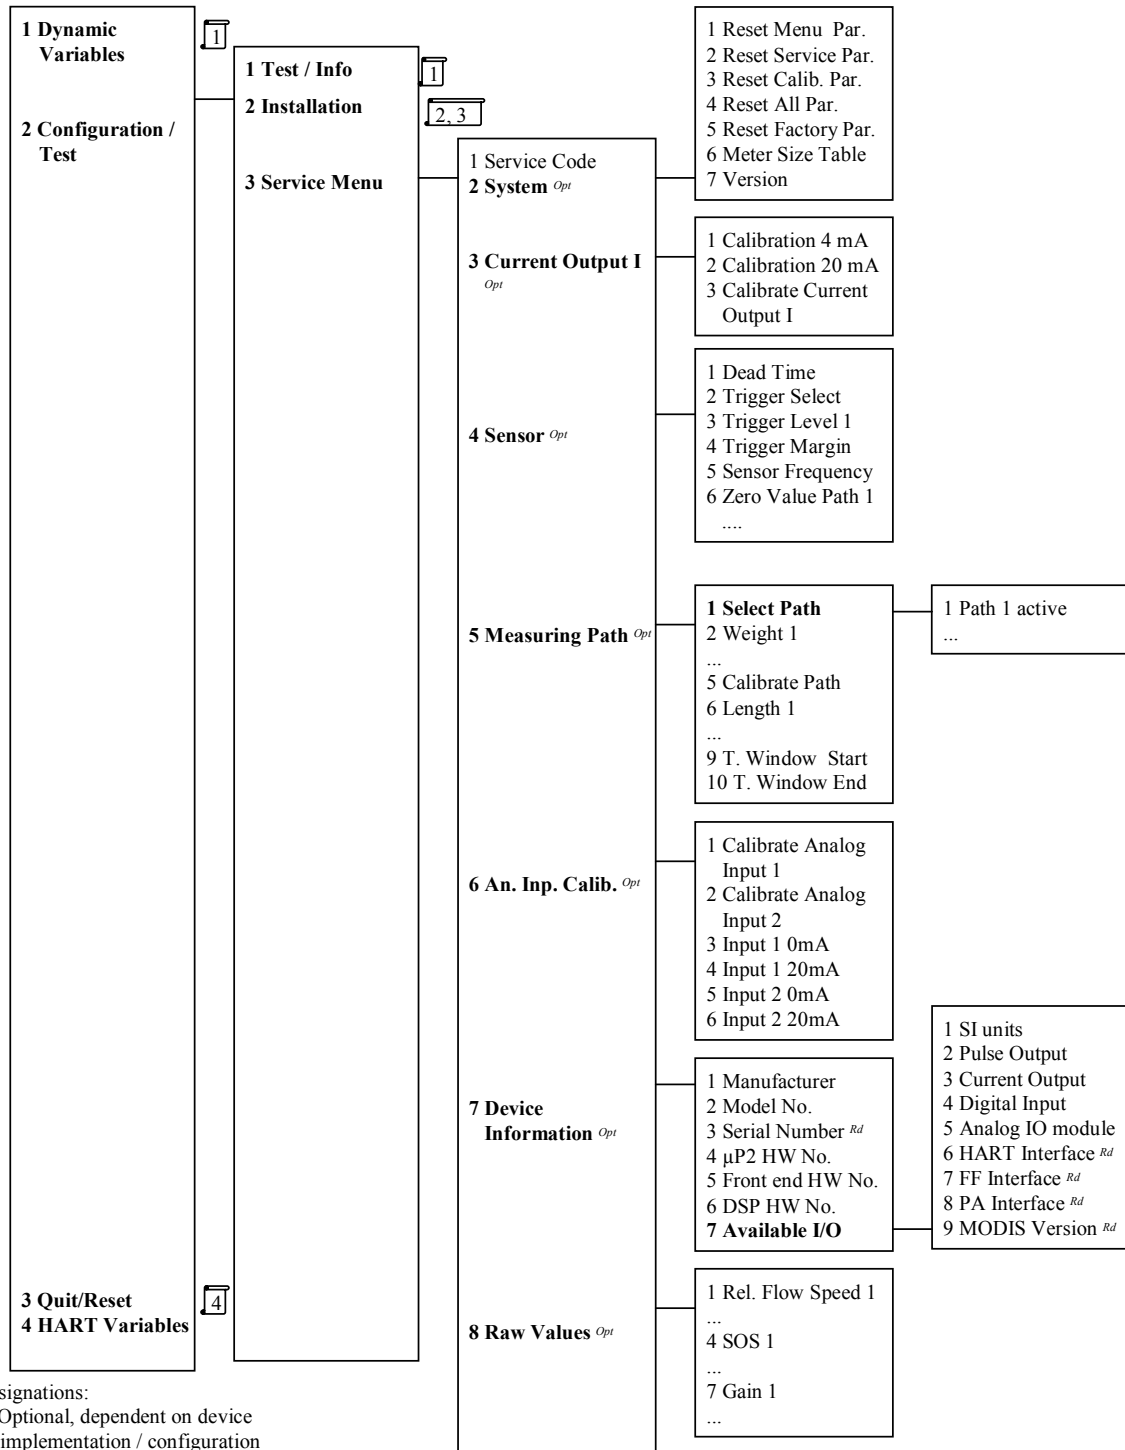 1 Dynamic
Variables
1
2 Configuration /
Test
3 Quit/Reset
4 HART Variables
4
1 Test / Info
1
2 Installation
2, 3
3 Service Menu
1 Service Code
2 System Opt
3 Current Output I
Opt
4 Sensor Opt
5 Measuring Path Opt
6 An. Inp. Calib. Opt
7 Device
Information Opt
8 Raw Values Opt
1 Reset Menu Par.
2 Reset Service Par.
3 Reset Calib. Par.
4 Reset All Par.
5 Reset Factory Par.
6 Meter Size Table
7 Version
1 Calibration 4 mA
2 Calibration 20 mA
3 Calibrate Current
Output I
1 Dead Time
2 Trigger Select
3 Trigger Level 1
4 Trigger Margin
5 Sensor Frequency
6 Zero Value Path 1
....
1 Select Path
2 Weight 1
...
5 Calibrate Path
6 Length 1
...
9 T. Window Start
10 T. Window End
1 Path 1 active
...
1 Calibrate Analog
Input 1
2 Calibrate Analog
Input 2
3 Input 1 0mA
4 Input 1 20mA
5 Input 2 0mA
6 Input 2 20mA
1 Manufacturer
2 Model No.
3 Serial Number Rd
4 µP2 HW No.
5 Front end HW No.
6 DSP HW No.
7 Available I/O
1 SI units
2 Pulse Output
3 Current Output
4 Digital Input
5 Analog IO module
6 HART Interface Rd
7 FF Interface Rd
8 PA Interface Rd
9 MODIS Version Rd
1 Rel. Flow Speed 1
...
4 SOS 1
...
7 Gain 1
...
signations:
Optional, dependent on device
implementation / configuration